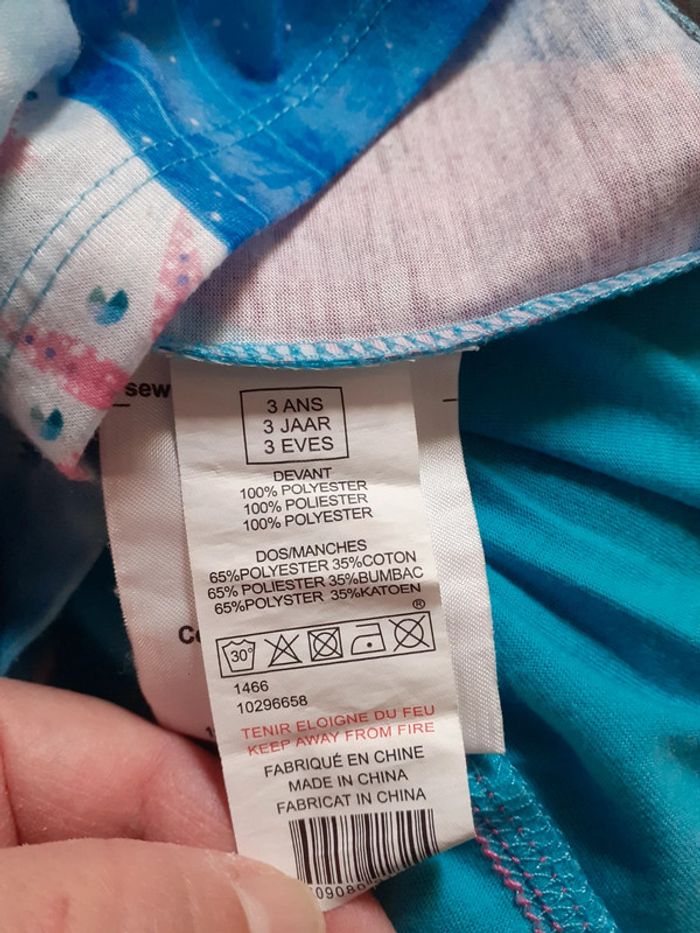 sew
3 ANS
3 JAAR
3 EVES
DEVANT
100% POLYESTER
100% POLIESTER
100% POLYESTER
DOS/MANCHES
65%POLYESTER 35%COTON
65% POLIESTER 35%BUMBAC
65%POLYSTER 35%KATOEN
®
30°
1466
10296658
TENIR ELOIGNE DU FEU
KEEP AWAY FROM FIRE
FABRIQUÉ EN CHINE
MADE IN CHINA
FABRICAT IN CHINA